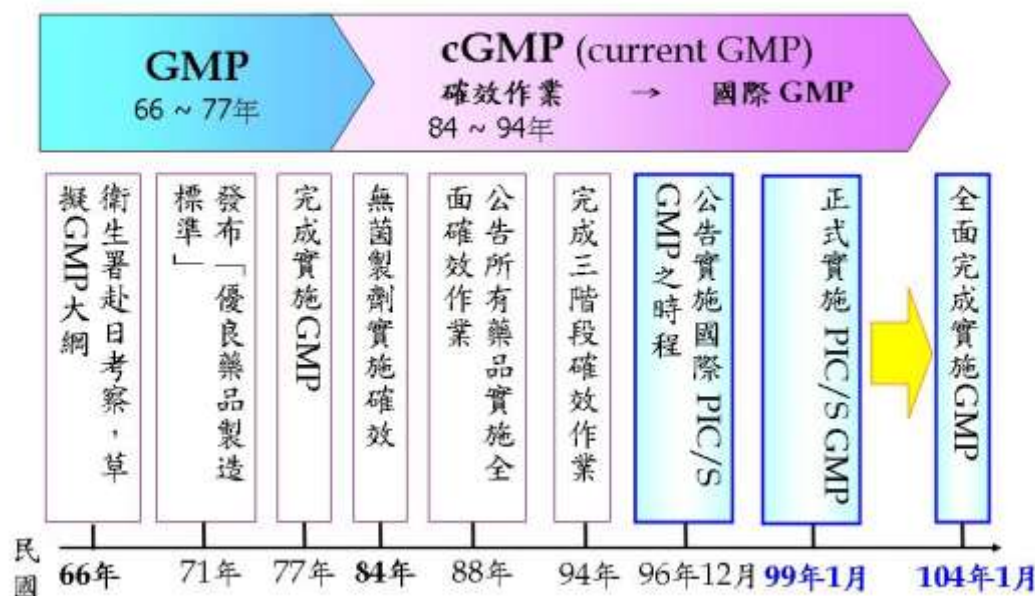 GMP
66 ~ 77年
cGMP (current GMP)
確效作業 → 國際 GMP
84 ~ 94年
衛生署赴日考察，草
擬GMP大綱
發布「優良藥品製造
標準」
完成實施GMP
無菌製劑實施確效
公告所有藥品實施全
面確效作業
完成三階段確效作業
公告實施國際 PIC/S
GMP之時程
正式實施 PIC/S GMP
全面完成實施GMP
民國
66年
71年
77年
84年
88年
94年
96年12月
99年1月
104年1月